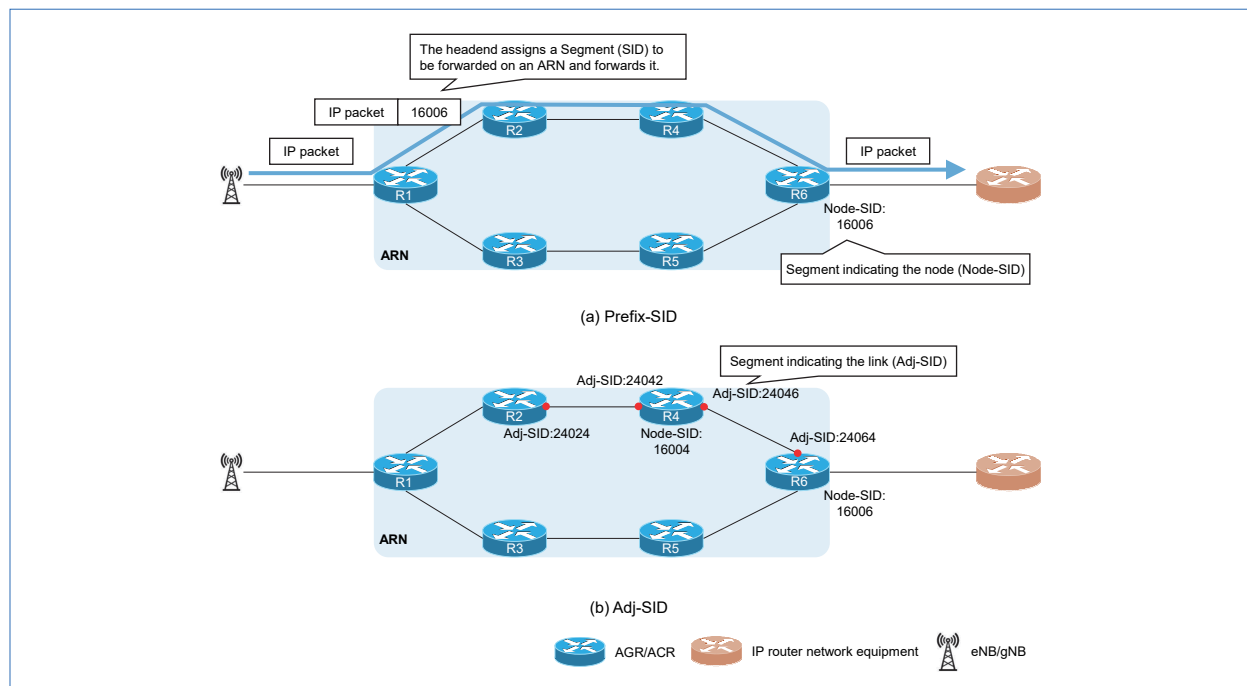 The headend assigns a Segment (SID) to
be forwarded on an ARN and forwards it.
IP packet 16006
R2
R4
IP packet
IP packet
R1
R6
Node-SID:
16006
R3
R5
ARN
Segment indicating the node (Node-SID)
(a) Prefix-SID
Segment indicating the link (Adj-SID)
Adj-SID:24042
Adj-SID:24046
R2
R4
Adj-SID:24024
Node-SID:
16004
Adj-SID:24064
R1
R6
Node-SID:
16006
R3
R5
ARN
(b) Adj-SID
AGR/ACR
IP router network equipment
eNB/gNB